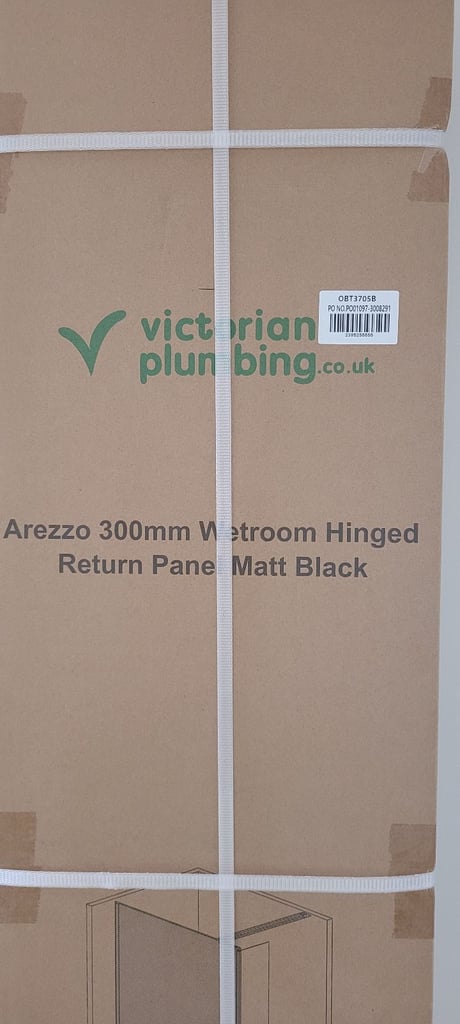 OBT3705B
PO NO.PO01097-3008291
victorian
plumbing.co.uk
Arezzo 300mm Wetroom Hinged
Return Panel Matt Black